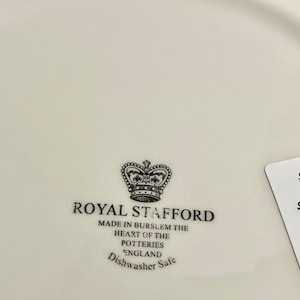 ROYAL STAFFORD
MADE IN BURSLEM THE
HEART OF THE
POTTERIES
ENGLAND
Dishwasher Safe